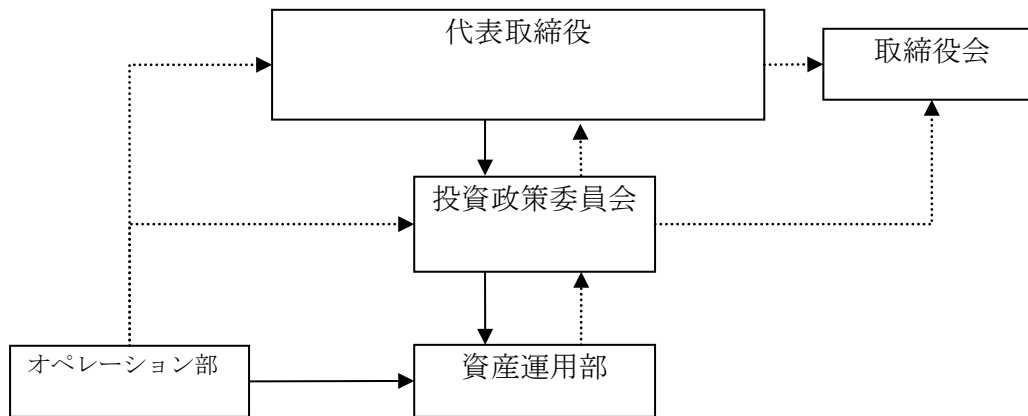 代表取締役
取締役会
投資政策委員会
オペレーション部
資産運用部